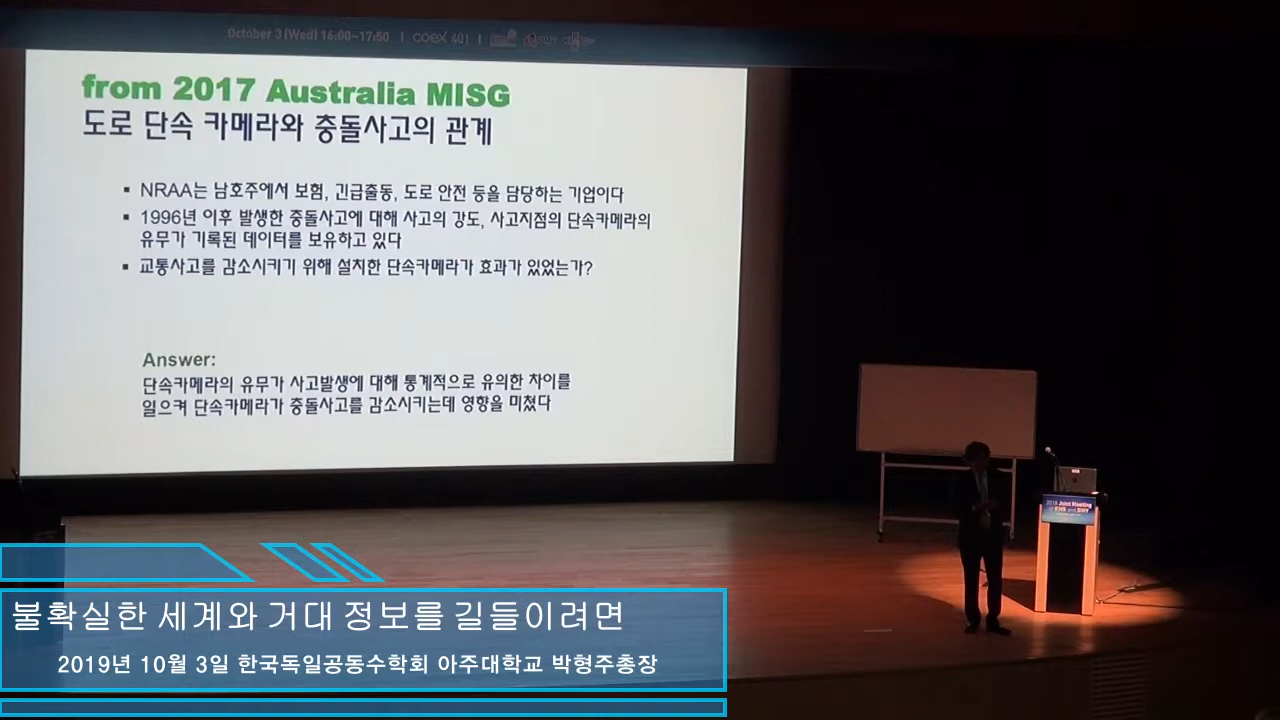 October 3 (Wed) 16:00~17:50 | coex 401 |
from 2017 Australia MISG
도로 단속 카메라와 충돌사고의 관계
▪ NRAA는 남호주에서 보험, 긴급출동, 도로 안전 등을 담당하는 기업이다
▪ 1996년 이후 발생한 충돌사고에 대해 사고의 강도, 사고지점의 단속카메라의
유무가 기록된 데이터를 보유하고 있다
▪ 교통사고를 감소시키기 위해 설치한 단속카메라가 효과가 있었는가?
Answer:
단속카메라의 유무가 사고발생에 대해 통계적으로 유의한 차이를
일으켜 단속카메라가 충돌사고를 감소시키는데 영향을 미쳤다
2018 Joint Meeting
of KMS and DMV
불확실한 세계와 거대 정보를 길들이려면
2019년 10월 3일 한국독일공동수학회 아주대학교 박형주총장